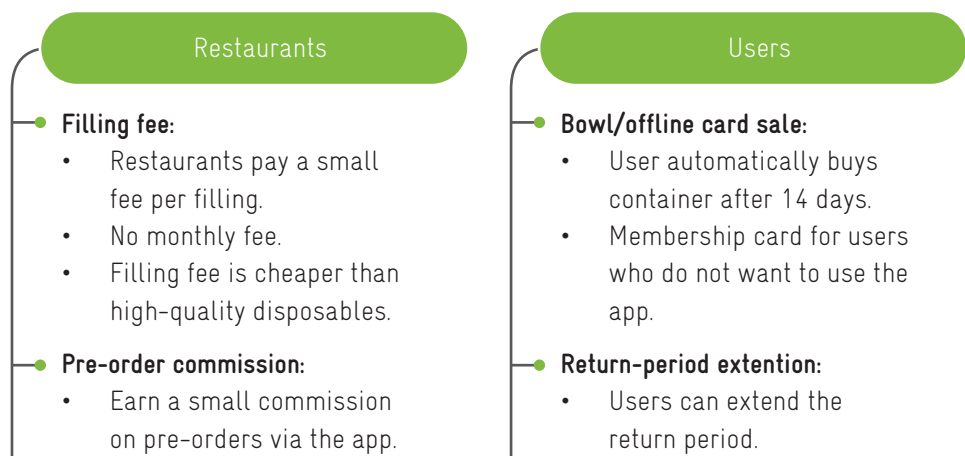 Restaurants
Filling fee:
• Restaurants pay a small
fee per filling.
• No monthly fee.
• Filling fee is cheaper than
high-quality disposables.
Pre-order commission:
• Earn a small commission
on pre-orders via the app.
Users
Bowl/offline card sale:
• User automatically buys
container after 14 days.
• Membership card for users
who do not want to use the
app.
Return-period extention:
• Users can extend the
return period.